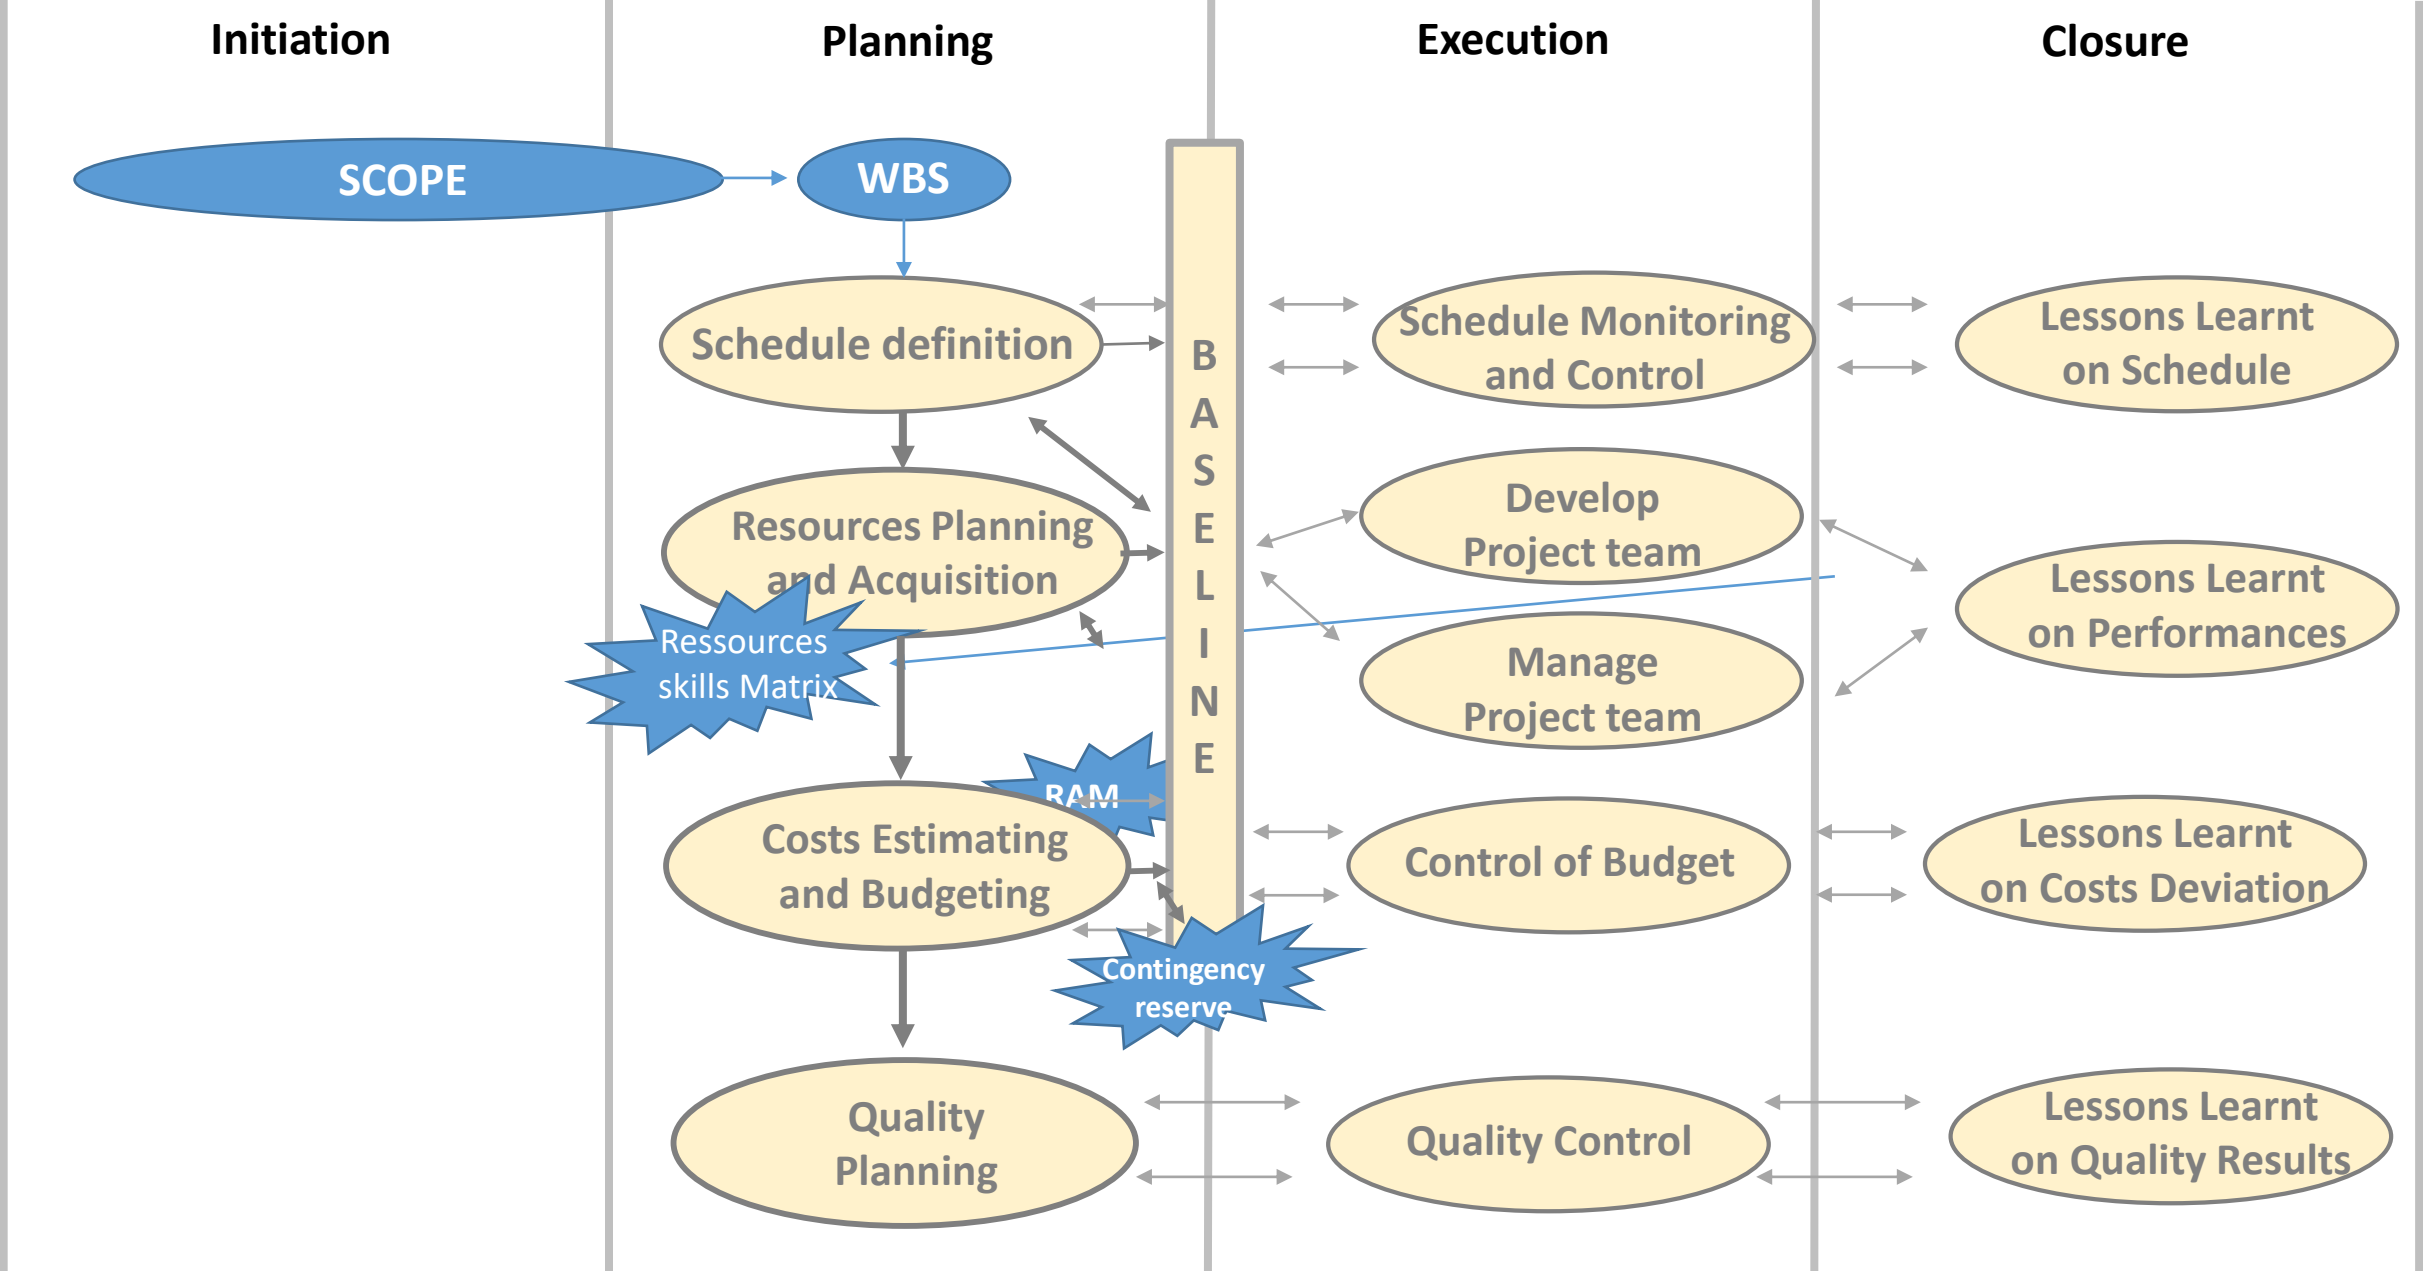 Initiation
Planning
Execution
Closure
SCOPE
WBS
Schedule definition
Resources Planning
and Acquisition
Ressources
skills Matrix
RAM
Costs Estimating
and Budgeting
Contingency
reserve
Quality
Planning
B
A
S
E
L
I
N
E
Schedule Monitoring
and Control
Develop
Project team
Manage
Project team
Control of Budget
Quality Control
Lessons Learnt
on Schedule
Lessons Learnt
on Performances
Lessons Learnt
on Costs Deviation
Lessons Learnt
on Quality Results